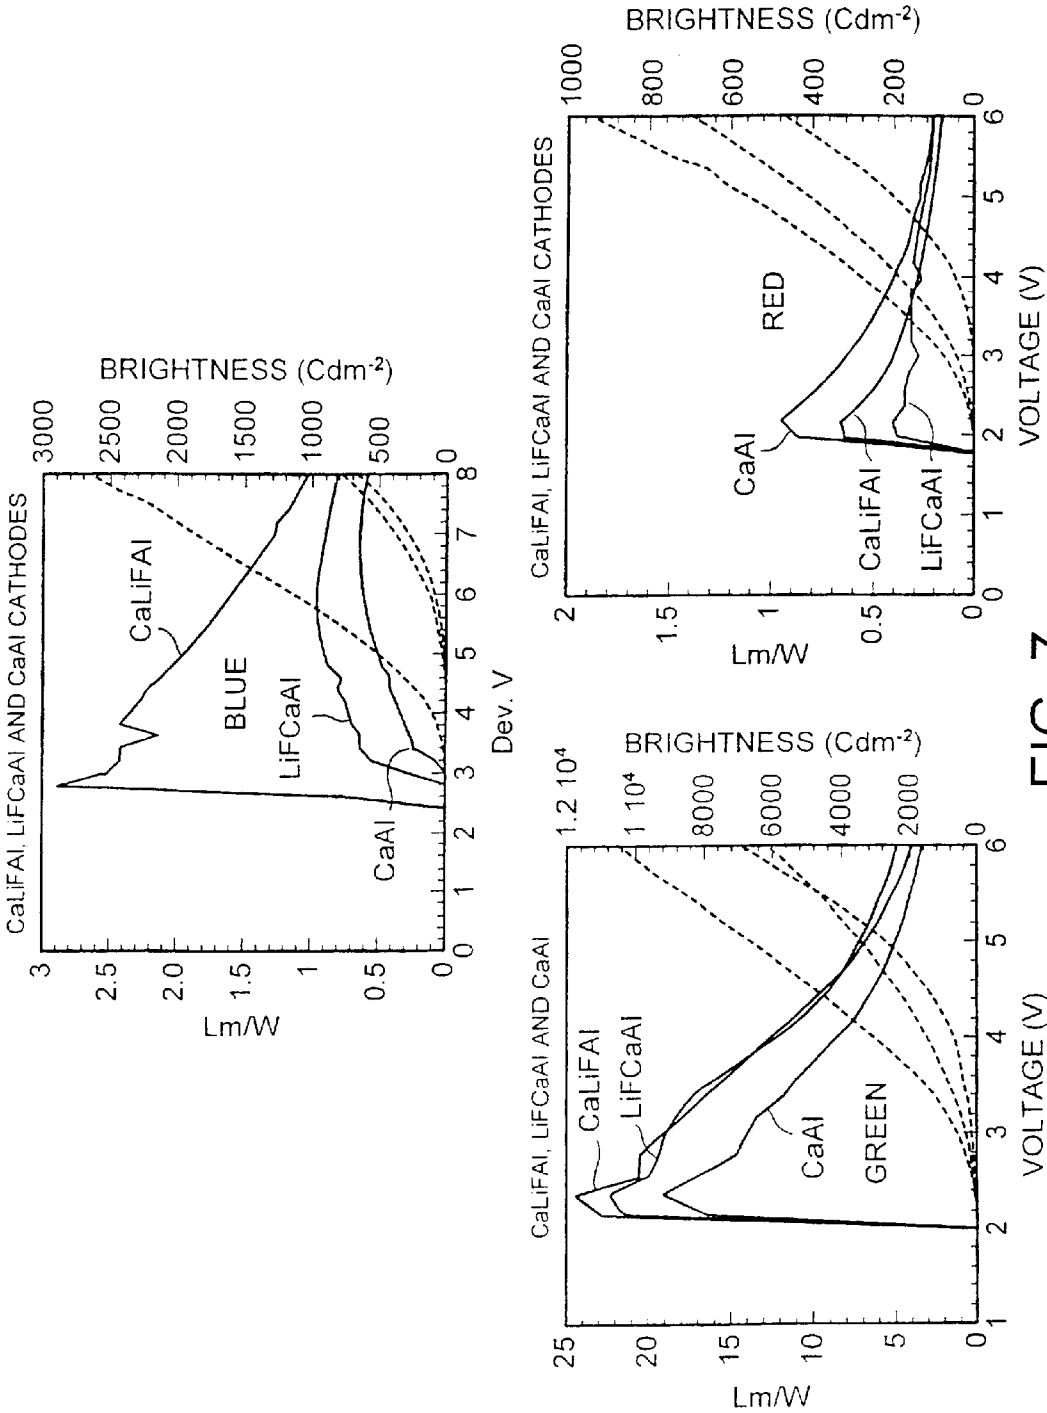 CaLiFAl, LiFCaAl AND CaAl CATHODES
BRIGHTNESS (Cdm-2)
3000
2500
2000
1500
1000
500
0
3
2.5
2.0
1.5
1
0.5
0
Lm/W
0 1 2 3 4 5 6 7 8
Dev. V
CaLiFAl
BLUE
LiFCaAl
CaAl
CaLiFAl, LiFCaAl AND CaAl
BRIGHTNESS (Cdm-2)
1.2 10⁴
1 10⁴
8000
6000
4000
2000
0
25
20
15
10
5
0
Lm/W
1 2 3 4 5 6
VOLTAGE (V)
CaLiFAl
LiFCaAl
CaAl
GREEN
CaLiFAl, LiFCaAl AND CaAl CATHODES
BRIGHTNESS (Cdm-2)
1000
800
600
400
200
0
2
1.5
1
0.5
0
Lm/W
0 1 2 3 4 5 6
VOLTAGE (V)
RED
CaAl
CaLiFAl
LiFCaAl